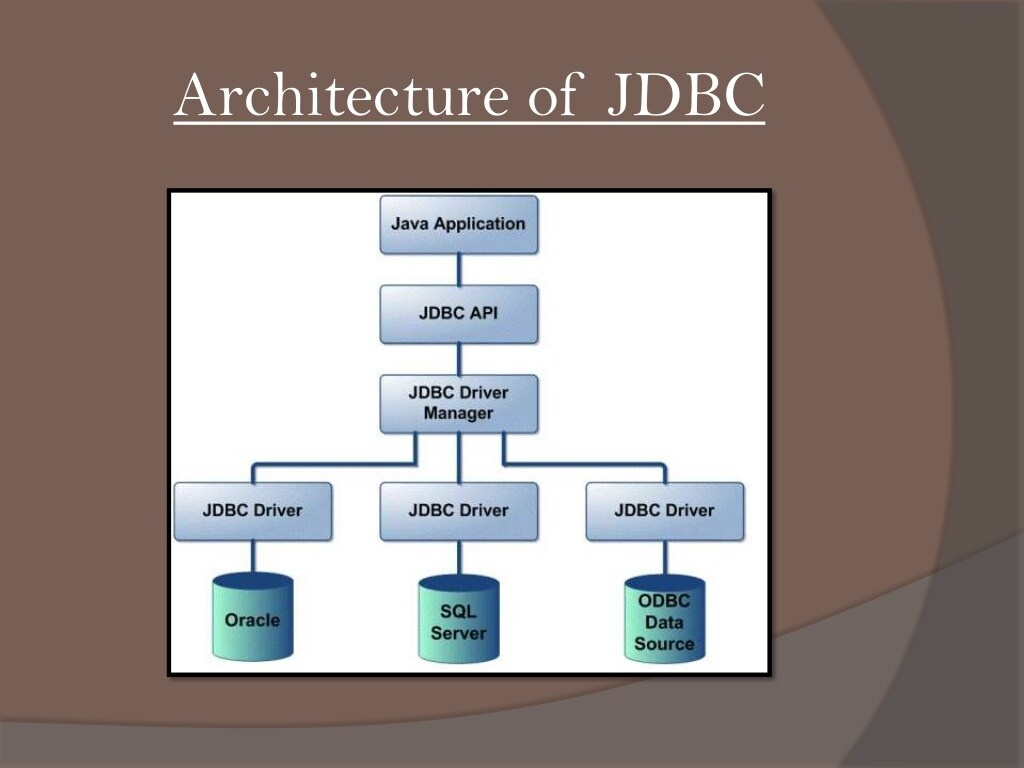 Architecture of JDBC
Java Application
JDBC API
JDBC Driver
Manager
JDBC Driver
JDBC Driver
JDBC Driver
Oracle
SQL
Server
ODBC
Data
Source